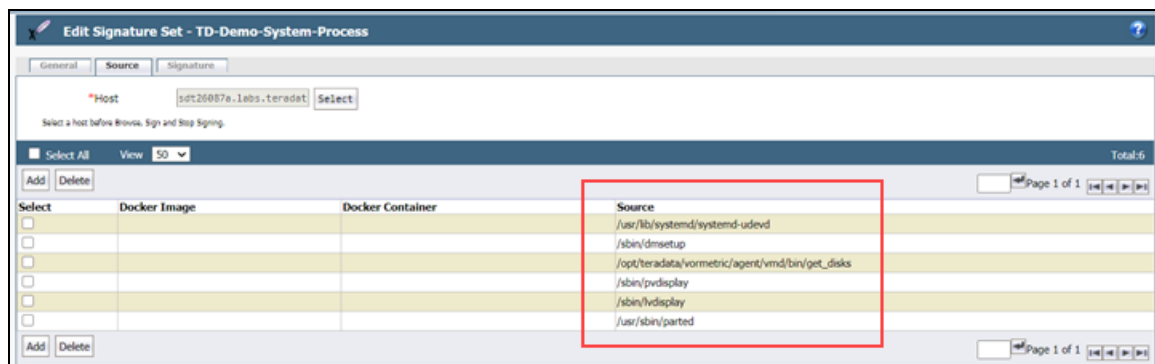 Edit Signature Set - TD-Demo-System-Process ?
General Source Signature
*Host sdt26087a.labs.teradat Select
Select a host before Browse, Sign and Stop Signing.
Select All View 50 Total:6
Add Delete Page 1 of 1
Select Docker Image Docker Container Source
/usr/lib/systemd/systemd-udevd
/sbin/dmsetup
/opt/teradata/vormetric/agent/vmd/bin/get_disks
/sbin/pvdisplay
/sbin/lvdisplay
/usr/sbin/parted
Add Delete Page 1 of 1